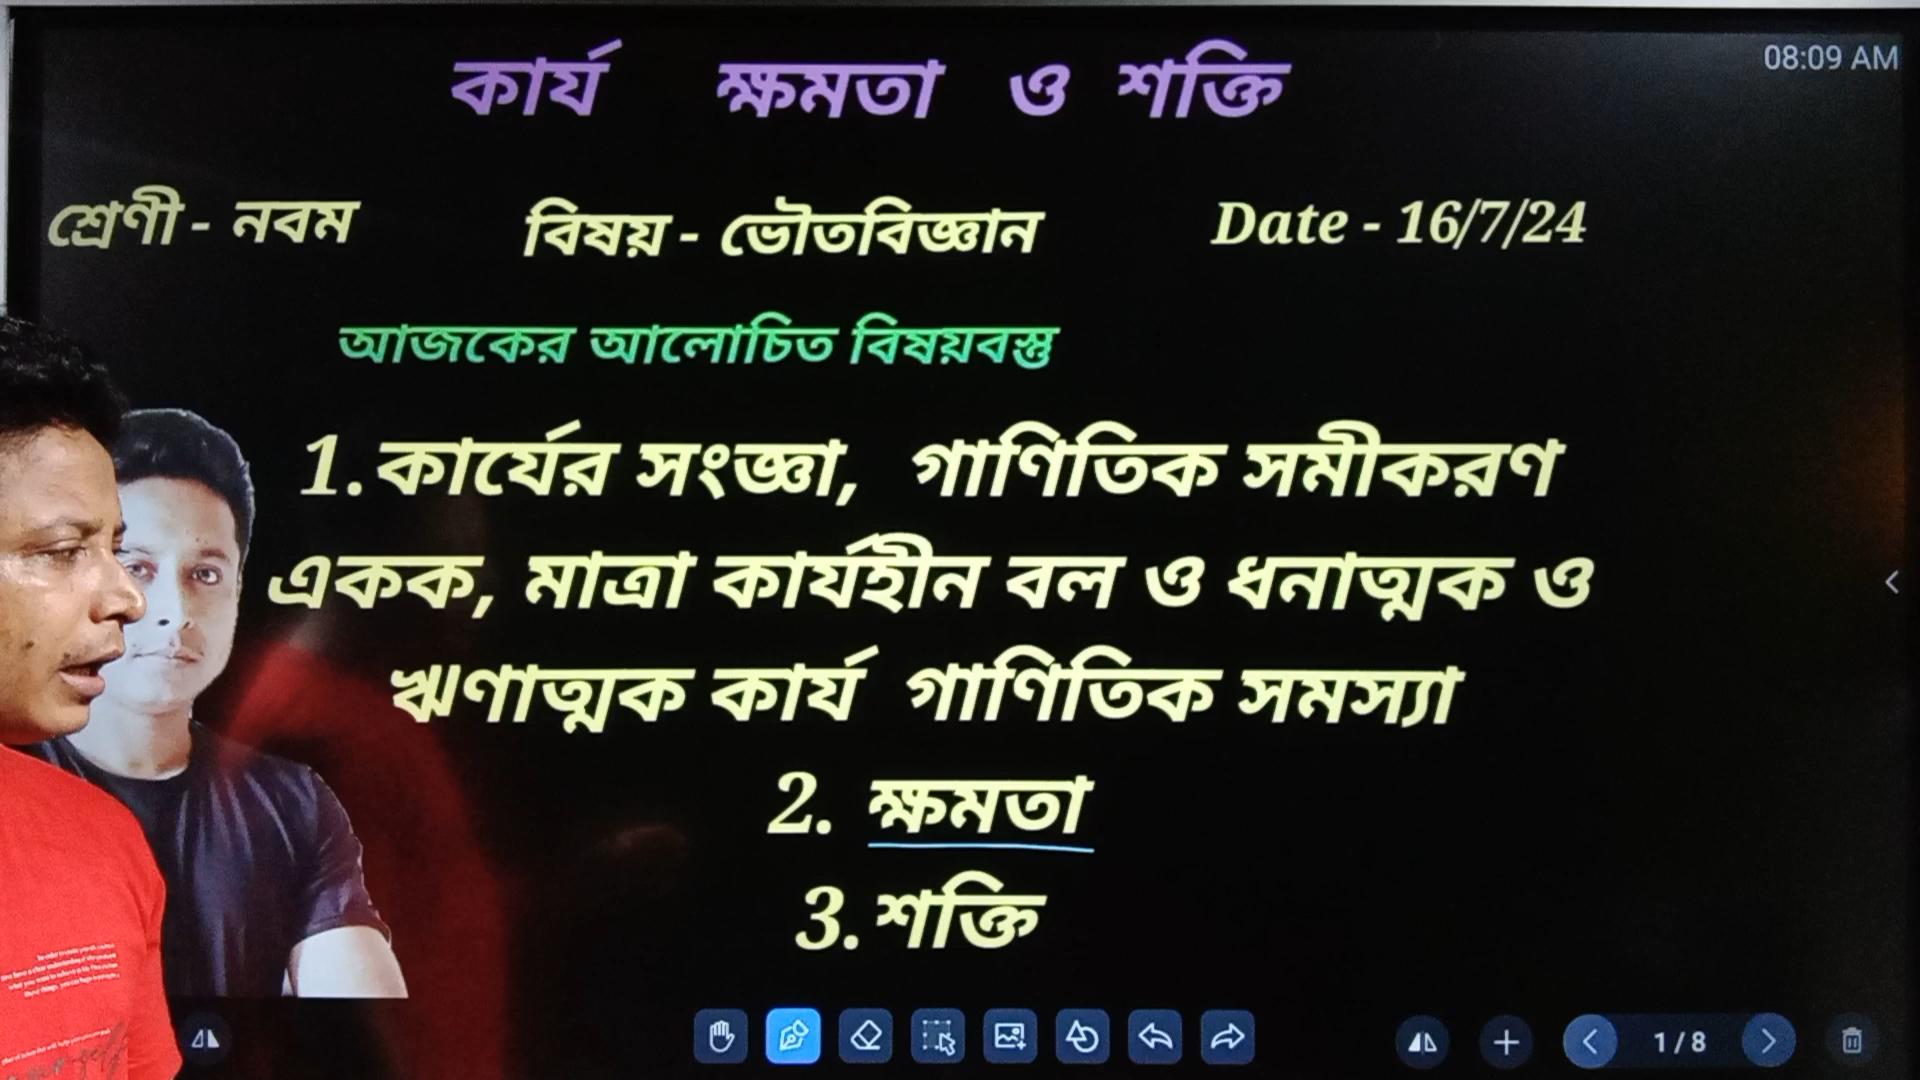 08:09 AM
কার্য ক্ষমতা ও শক্তি
শ্রেণী - নবম বিষয় - ভৌতবিজ্ঞান Date - 16/7/24
আজকের আলোচিত বিষয়বস্তু
1. কার্যের সংজ্ঞা, গাণিতিক সমীকরণ
একক, মাত্রা কার্যহীন বল ও ধনাত্মক ও
ঋণাত্মক কার্য গাণিতিক সমস্যা
2. ক্ষমতা
3. শক্তি
1 / 8